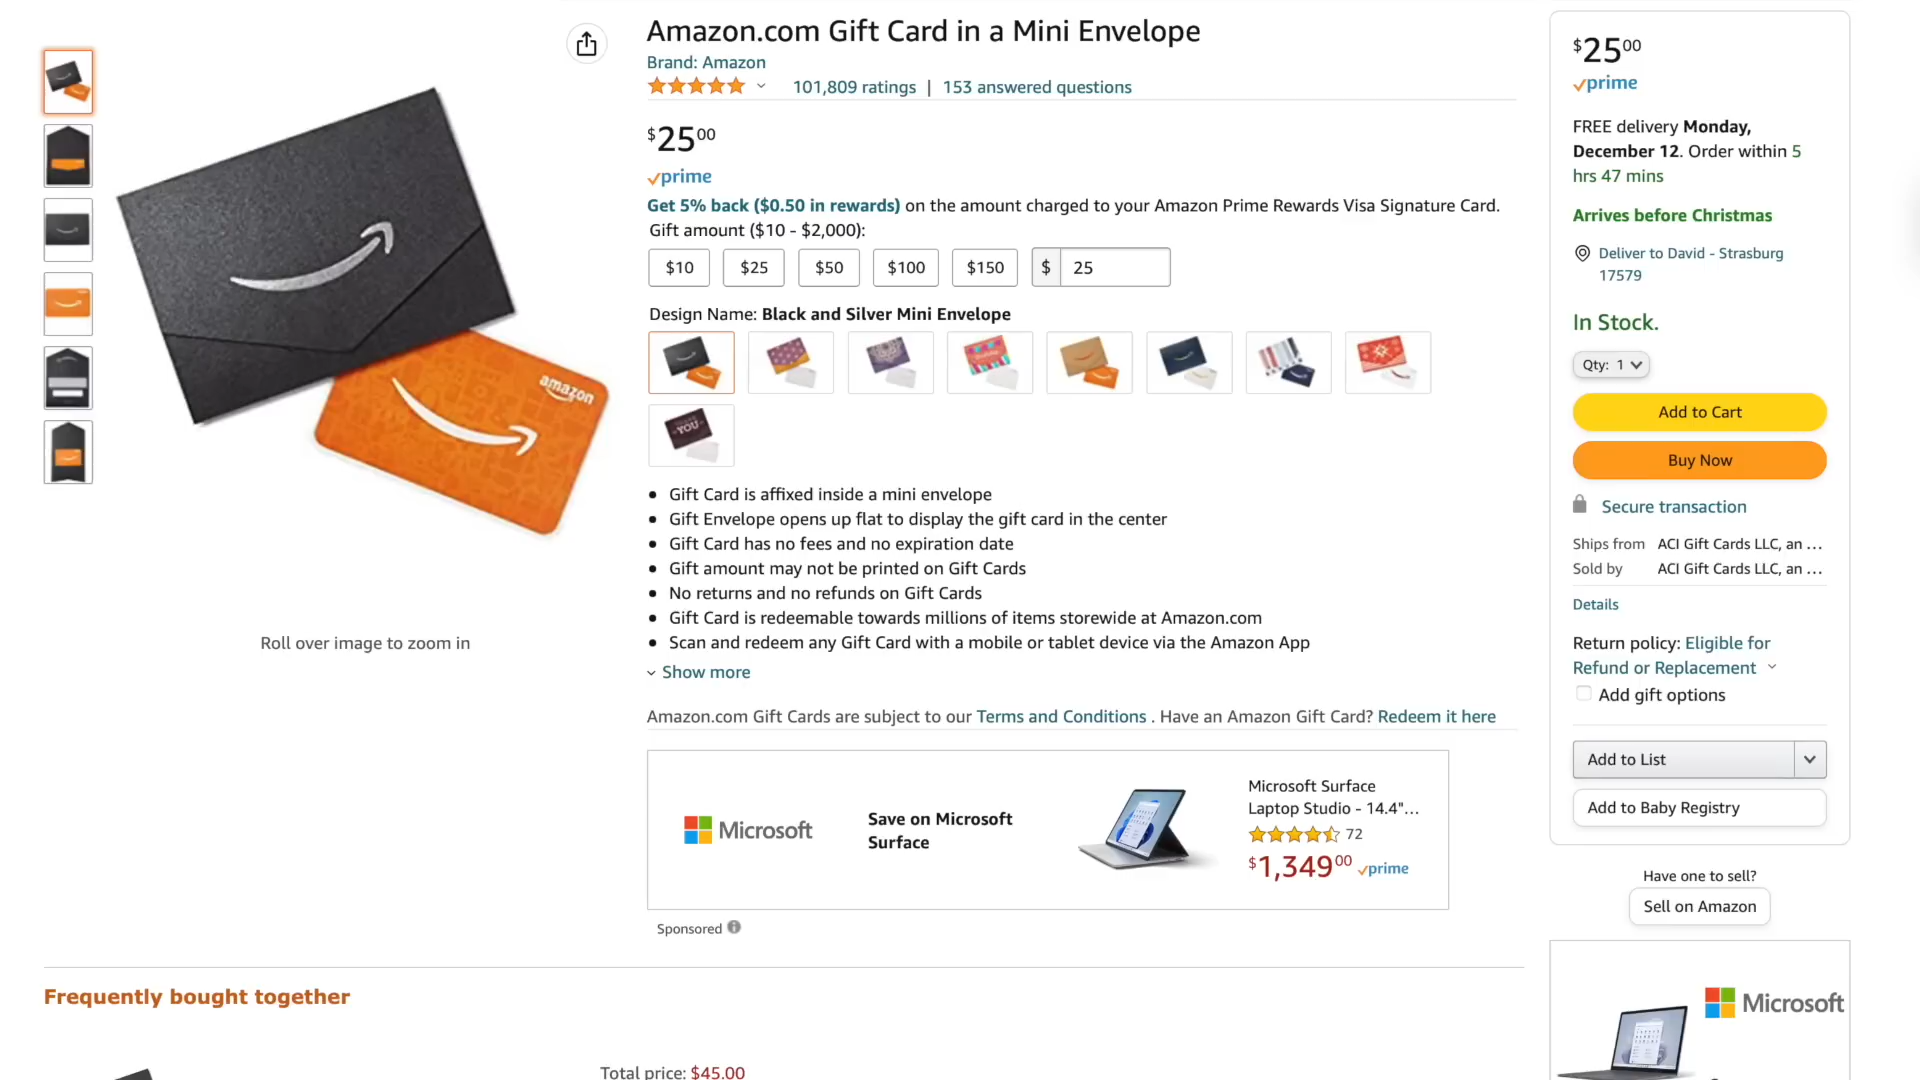 Amazon.com Gift Card in a Mini Envelope
Brand: Amazon
101,809 ratings | 153 answered questions
$2500
prime
Get 5% back ($0.50 in rewards) on the amount charged to your Amazon Prime Rewards Visa Signature Card.
Gift amount ($10 - $2,000):
$10 $25 $50 $100 $150 $ 25
Design Name: Black and Silver Mini Envelope
YOU
amazon
Gift Card is affixed inside a mini envelope
Gift Envelope opens up flat to display the gift card in the center
Gift Card has no fees and no expiration date
Gift amount may not be printed on Gift Cards
No returns and no refunds on Gift Cards
Gift Card is redeemable towards millions of items storewide at Amazon.com
Scan and redeem any Gift Card with a mobile or tablet device via the Amazon App
Show more
Roll over image to zoom in
Amazon.com Gift Cards are subject to our Terms and Conditions . Have an Amazon Gift Card? Redeem it here
Microsoft
Save on Microsoft
Surface
Microsoft Surface
Laptop Studio - 14.4"...
72
$1,34900 prime
Sponsored
Frequently bought together
Total price: $45.00
$2500
prime
FREE delivery Monday,
December 12. Order within 5
hrs 47 mins
Arrives before Christmas
Deliver to David - Strasburg
17579
In Stock.
Qty: 1
Add to Cart
Buy Now
Secure transaction
Ships from ACI Gift Cards LLC, an ...
Sold by ACI Gift Cards LLC, an ...
Details
Return policy: Eligible for
Refund or Replacement
Add gift options
Add to List
Add to Baby Registry
Have one to sell?
Sell on Amazon
Microsoft